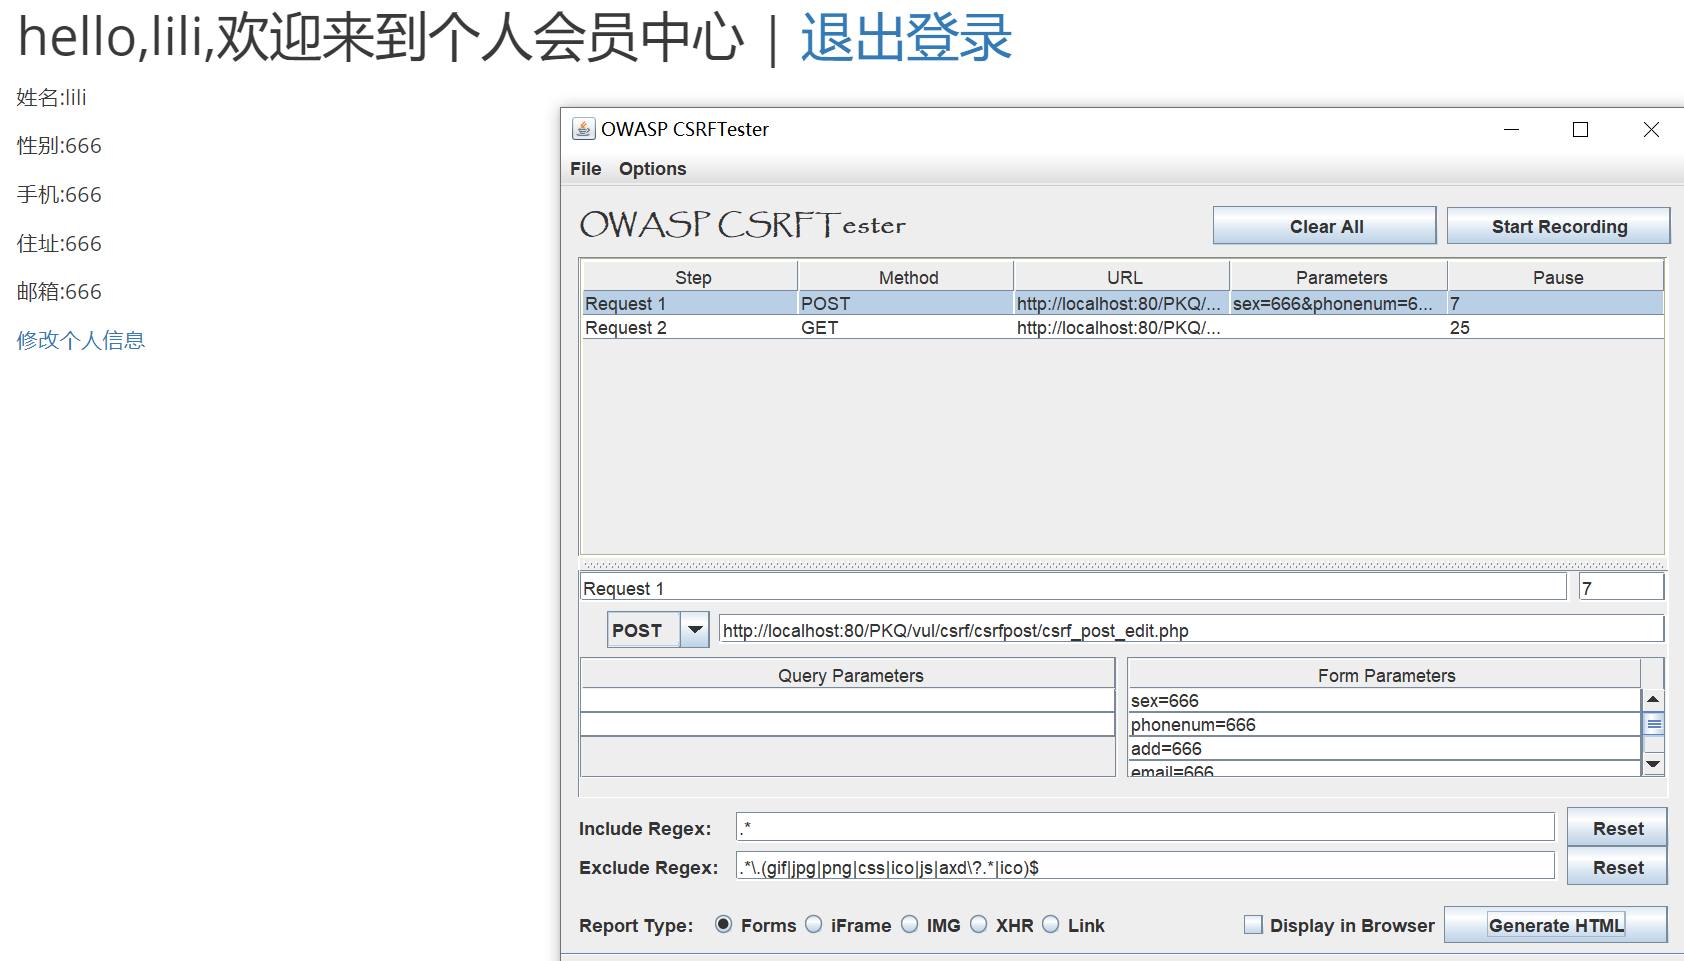 hello,lili,欢迎来到个人会员中心 | 退出登录
姓名:lili
性别:666
手机:666
住址:666
邮箱:666
修改个人信息
OWASP CSRFTester
File Options
OWASP CSRFTester
Clear All Start Recording
Step Method URL Parameters Pause
Request 1 POST http://localhost:80/PKQ/... sex=666&phonenum=6... 7
Request 2 GET http://localhost:80/PKQ/... 25
Request 1 7
POST http://localhost:80/PKQ/vul/csrf/csrfpost/csrf_post_edit.php
Query Parameters Form Parameters
sex=666
phonenum=666
add=666
email=666
Include Regex: .* Reset
Exclude Regex: .*\.(gif|jpg|png|css|ico|js|axd\?.*|ico)$ Reset
Report Type: Forms iFrame IMG XHR Link Display in Browser Generate HTML